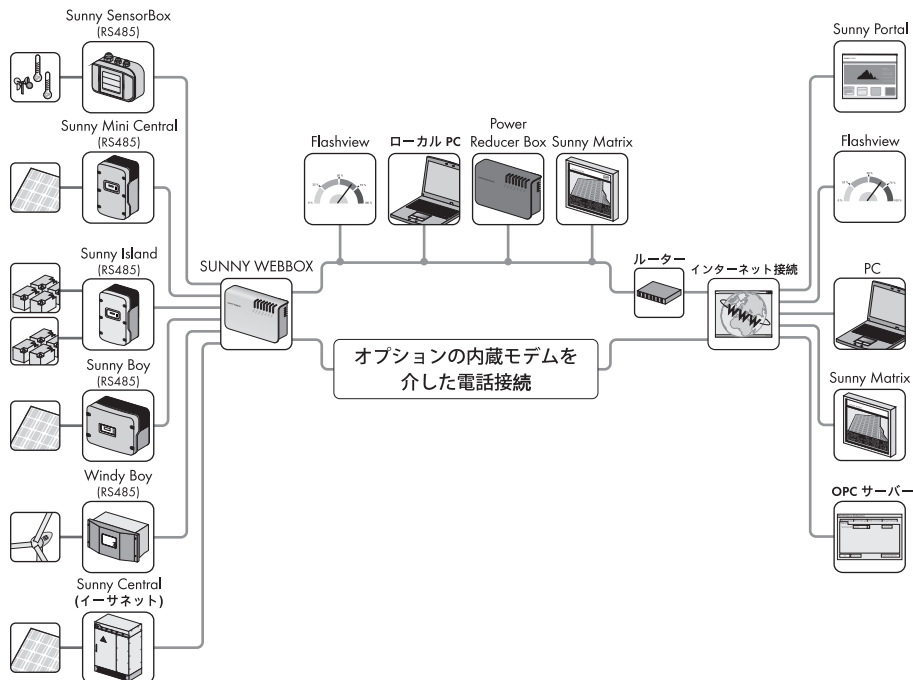 Sunny SensorBox
(RS485)
Sunny Mini Central
(RS485)
Sunny Island
(RS485)
Sunny Boy
(RS485)
Windy Boy
(RS485)
Sunny Central
(イーサネット)
SUNNY WEBBOX
Flashview
ローカル PC
Power
Reducer Box
Sunny Matrix
ルーター
インターネット接続
WWW
オプションの内蔵モデムを
介した電話接続
Sunny Portal
Flashview
PC
Sunny Matrix
OPC サーバー